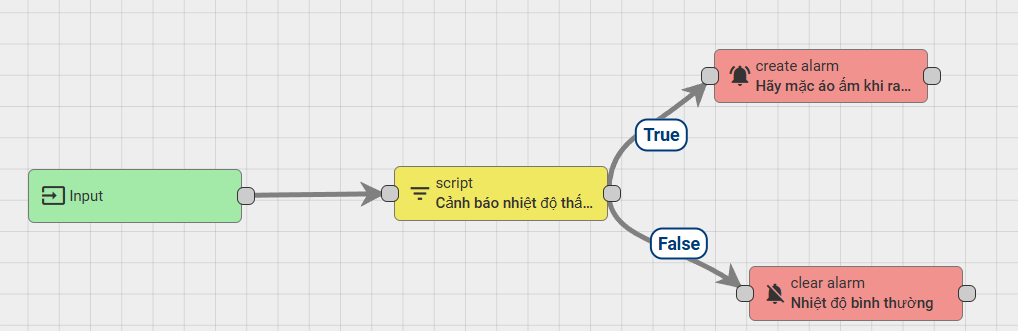 create alarm
Hãy mặc áo ấm khi ra...
True
Input
script
Cảnh báo nhiệt độ thấ...
False
clear alarm
Nhiệt độ bình thường